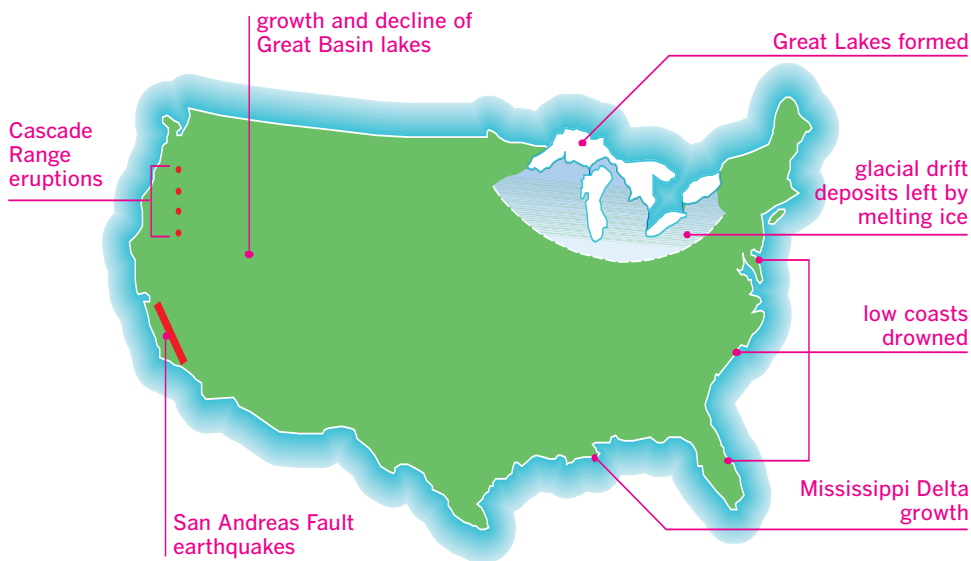 growth and decline of
Great Basin lakes
Great Lakes formed
Cascade
Range
eruptions
glacial drift
deposits left by
melting ice
low coasts
drowned
Mississippi Delta
growth
San Andreas Fault
earthquakes